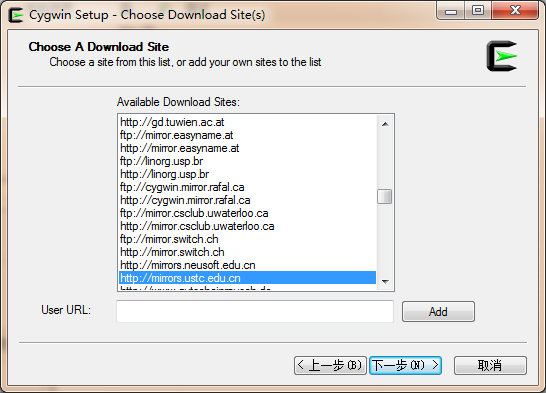 Cygwin Setup - Choose Download Site(s)
Choose A Download Site
Choose a site from this list, or add your own sites to the list
Available Download Sites:
http://gd.tuwien.ac.at
ftp://mirror.easyname.at
http://mirror.easyname.at
ftp://linorg.usp.br
http://linorg.usp.br
ftp://cygwin.mirror.rafal.ca
http://cygwin.mirror.rafal.ca
ftp://mirror.csclub.uwaterloo.ca
http://mirror.csclub.uwaterloo.ca
ftp://mirror.switch.ch
http://mirror.switch.ch
http://mirrors.neusoft.edu.cn
http://mirrors.ustc.edu.cn
User URL:
Add
< 上一步(B)
下一步(N) >
取消